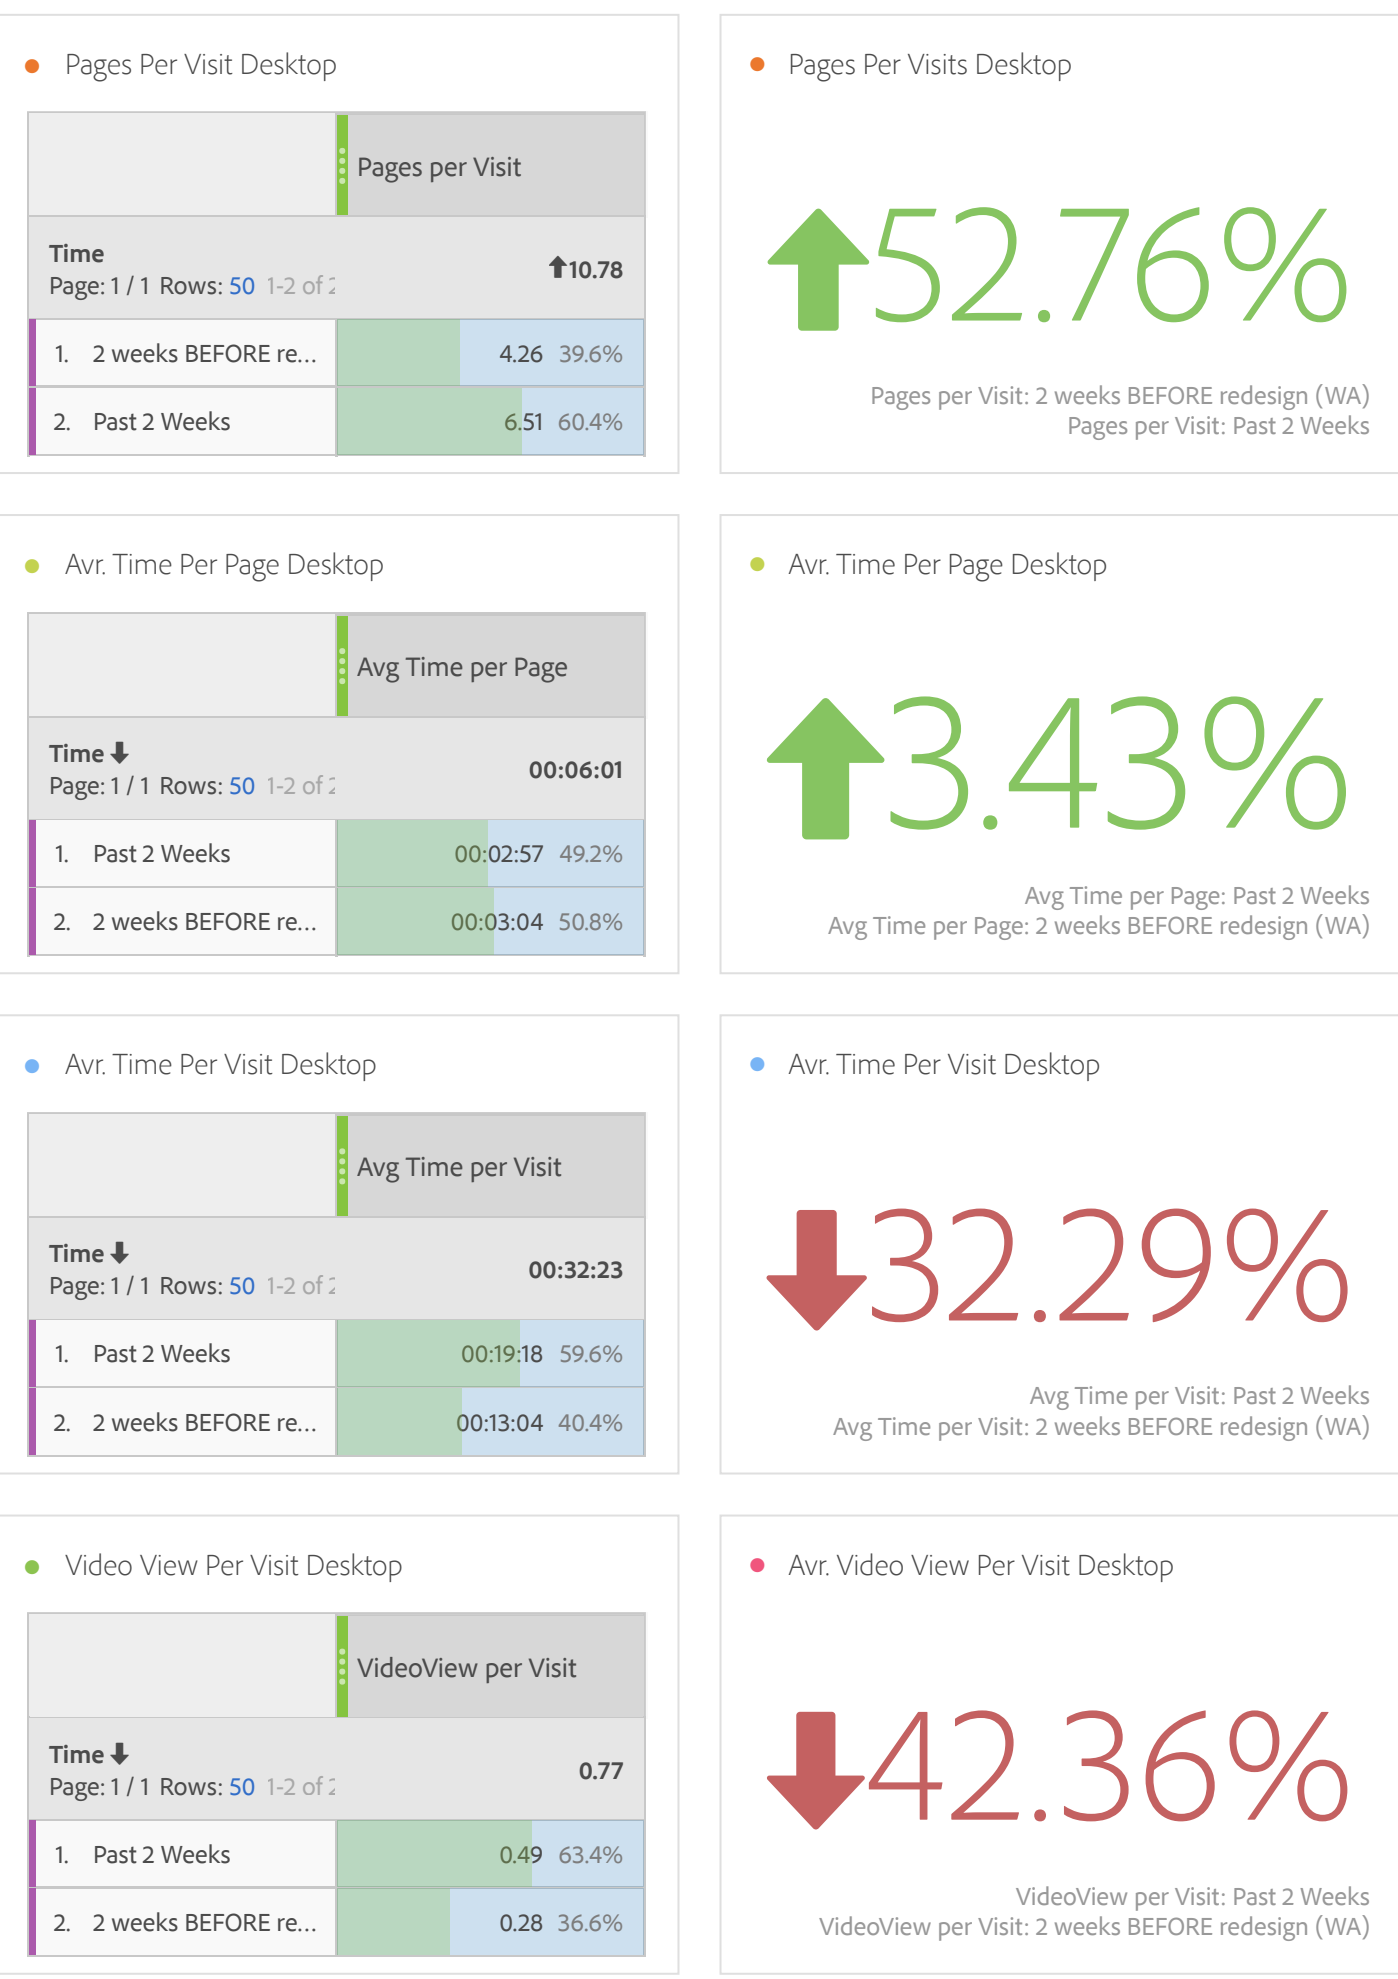 Pages Per Visit Desktop
Pages per Visit
Time
Page: 1 / 1 Rows: 50 1-2 of 2
10.78
1. 2 weeks BEFORE re... 4.26 39.6%
2. Past 2 Weeks 6.51 60.4%
Pages Per Visits Desktop
52.76%
Pages per Visit: 2 weeks BEFORE redesign (WA)
Pages per Visit: Past 2 Weeks
Avr. Time Per Page Desktop
Avg Time per Page
Time
Page: 1 / 1 Rows: 50 1-2 of 2
00:06:01
1. Past 2 Weeks 00:02:57 49.2%
2. 2 weeks BEFORE re... 00:03:04 50.8%
Avr. Time Per Page Desktop
3.43%
Avg Time per Page: Past 2 Weeks
Avg Time per Page: 2 weeks BEFORE redesign (WA)
Avr. Time Per Visit Desktop
Avg Time per Visit
Time
Page: 1 / 1 Rows: 50 1-2 of 2
00:32:23
1. Past 2 Weeks 00:19:18 59.6%
2. 2 weeks BEFORE re... 00:13:04 40.4%
Avr. Time Per Visit Desktop
32.29%
Avg Time per Visit: Past 2 Weeks
Avg Time per Visit: 2 weeks BEFORE redesign (WA)
Video View Per Visit Desktop
VideoView per Visit
Time
Page: 1 / 1 Rows: 50 1-2 of 2
0.77
1. Past 2 Weeks 0.49 63.4%
2. 2 weeks BEFORE re... 0.28 36.6%
Avr. Video View Per Visit Desktop
42.36%
VideoView per Visit: Past 2 Weeks
VideoView per Visit: 2 weeks BEFORE redesign (WA)